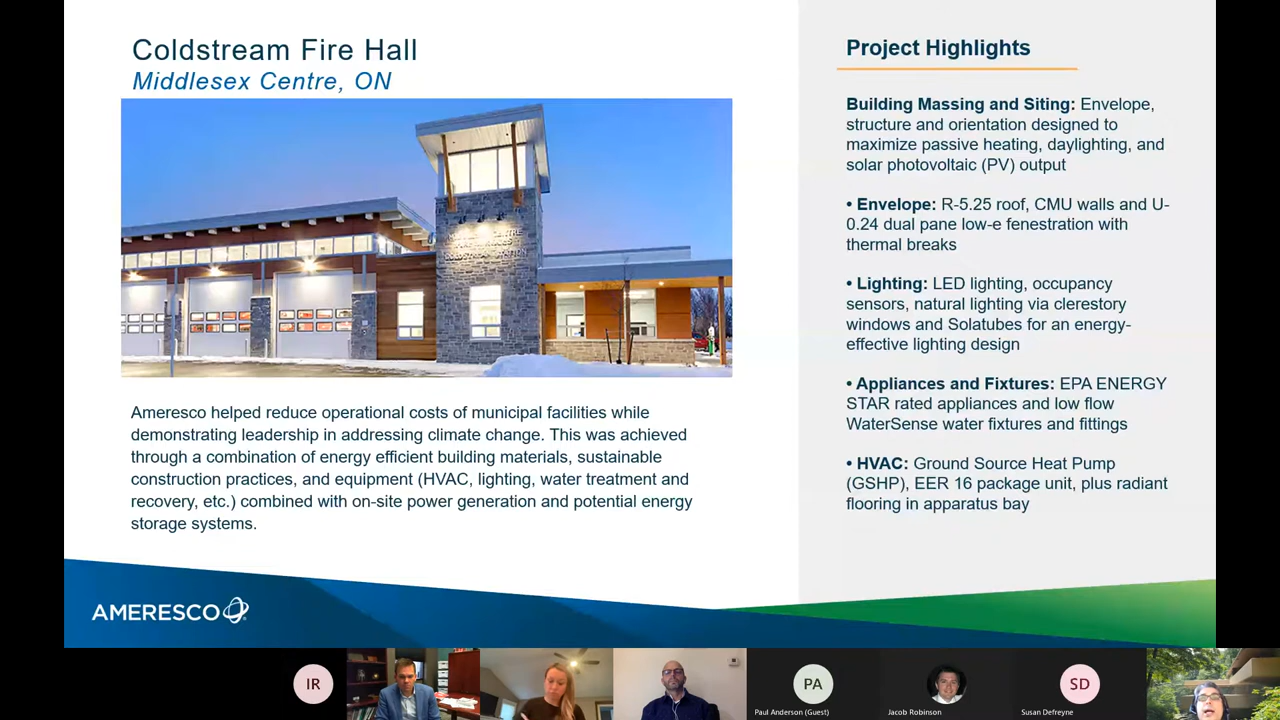 Coldstream Fire Hall
Middlesex Centre, ON
Ameresco helped reduce operational costs of municipal facilities while
demonstrating leadership in addressing climate change. This was achieved
through a combination of energy efficient building materials, sustainable
construction practices, and equipment (HVAC, lighting, water treatment and
recovery, etc.) combined with on-site power generation and potential energy
storage systems.
Project Highlights
Building Massing and Siting: Envelope,
structure and orientation designed to
maximize passive heating, daylighting, and
solar photovoltaic (PV) output
• Envelope: R-5.25 roof, CMU walls and U-
0.24 dual pane low-e fenestration with
thermal breaks
• Lighting: LED lighting, occupancy
sensors, natural lighting via clerestory
windows and Solatubes for an energy-
effective lighting design
• Appliances and Fixtures: EPA ENERGY
STAR rated appliances and low flow
WaterSense water fixtures and fittings
• HVAC: Ground Source Heat Pump
(GSHP), EER 16 package unit, plus radiant
flooring in apparatus bay
AMERESCO
IR
PA
Paul Anderson (Guest)
Jacob Robinson
SD
Susan Defreyne